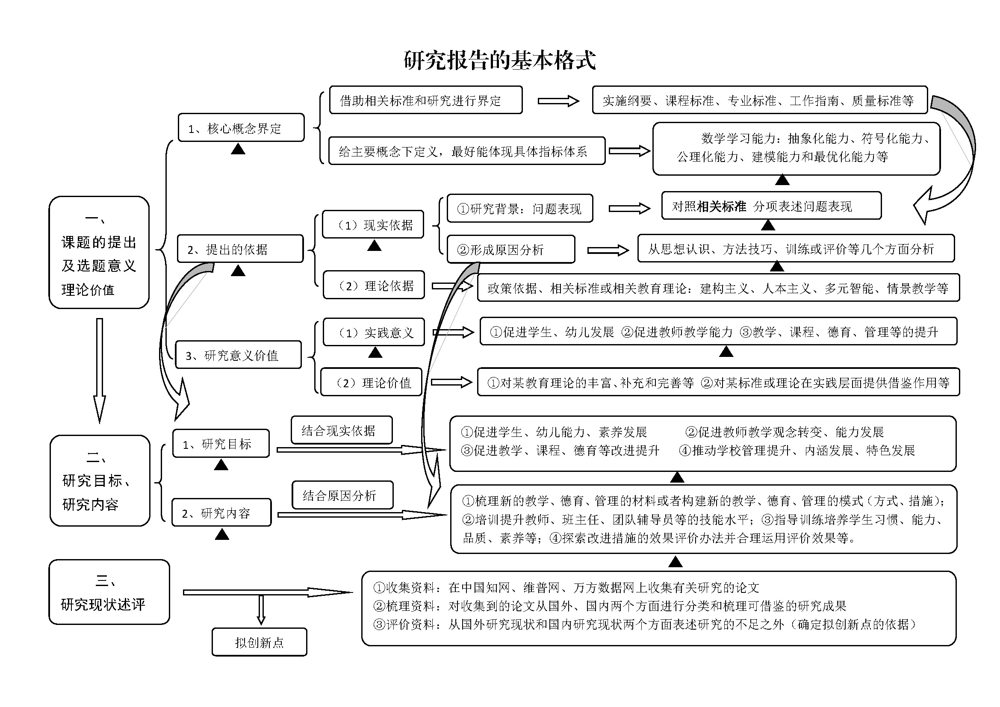 研究报告的基本格式
一、
课题的提出
及选题意义
理论价值
1、核心概念界定
借助相关标准和研究进行界定
实施纲要、课程标准、专业标准、工作指南、质量标准等
给主要概念下定义，最好能体现具体指标体系
数学学习能力：抽象化能力、符号化能力、
公理化能力、建模能力和最优化能力等
2、提出的依据
（1）现实依据
①研究背景：问题表现
对照相关标准 分项表述问题表现
②形成原因分析
从思想认识、方法技巧、训练或评价等几个方面分析
（2）理论依据
政策依据、相关标准或相关教育理论：建构主义、人本主义、多元智能、情景教学等
3、研究意义价值
（1）实践意义
①促进学生、幼儿发展 ②促进教师教学能力 ③教学、课程、德育、管理等的提升
（2）理论价值
①对某教育理论的丰富、补充和完善等 ②对某标准或理论在实践层面提供借鉴作用等
二、
研究目标、
研究内容
1、研究目标
结合现实依据
①促进学生、幼儿能力、素养发展 ②促进教师教学观念转变、能力发展
③促进教学、课程、德育等改进提升 ④推动学校管理提升、内涵发展、特色发展
2、研究内容
结合原因分析
①梳理新的教学、德育、管理的材料或者构建新的教学、德育、管理的模式（方式、措施）；
②培训提升教师、班主任、团队辅导员等的技能水平；③指导训练培养学生习惯、能力、
品质、素养等；④探索改进措施的效果评价办法并合理运用评价效果等。
三、
研究现状述评
拟创新点
①收集资料：在中国知网、维普网、万方数据网上收集有关研究的论文
②梳理资料：对收集到的论文从国外、国内两个方面进行分类和梳理可借鉴的研究成果
③评价资料：从国外研究现状和国内研究现状两个方面表述研究的不足之外（确定拟创新点的依据）